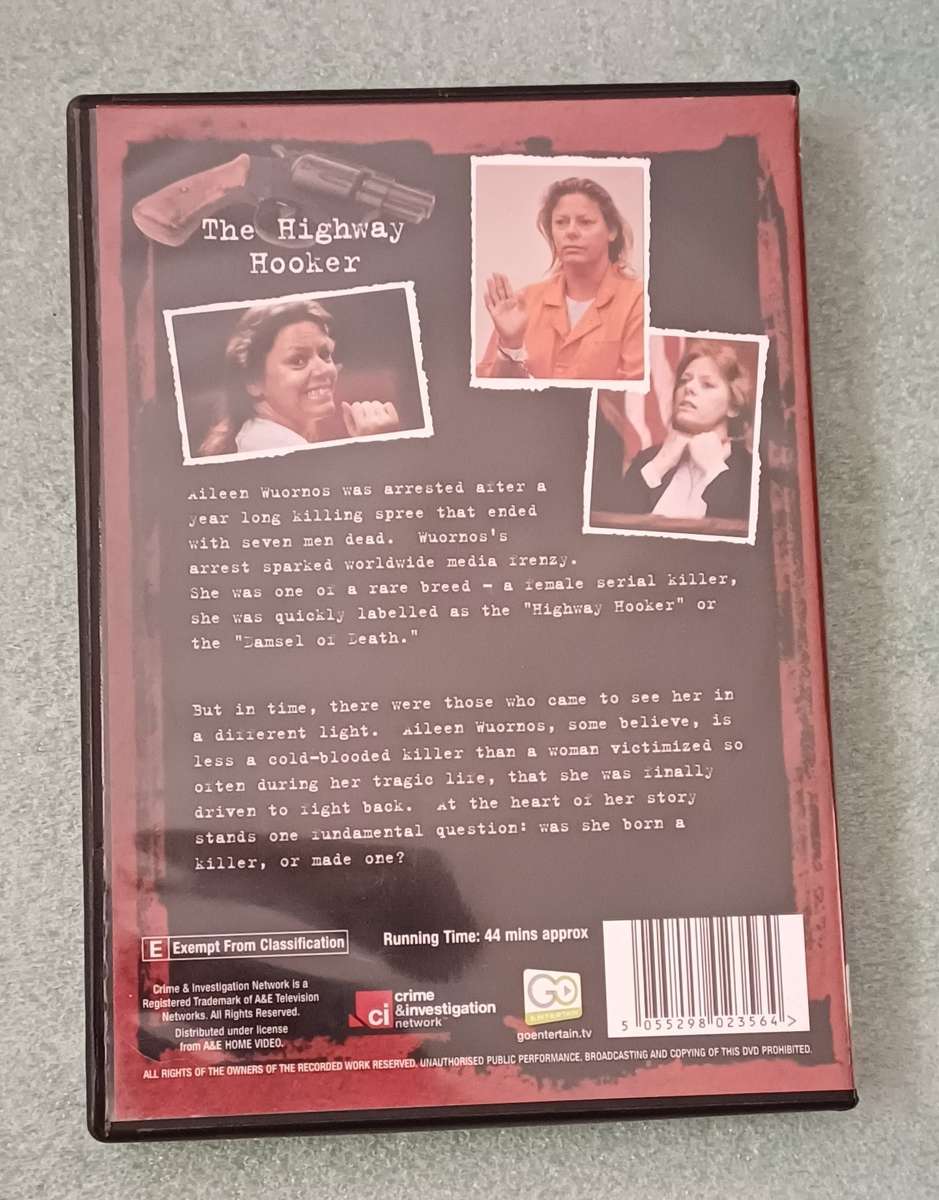 The Highway
Hooker
Aileen Wuornos was arrested after a
year long killing spree that ended
with seven men dead. Wuornos's
arrest sparked worldwide media frenzy.
She was one of a rare breed - a female serial killer,
she was quickly labelled as the "Highway Hooker" or
the "Damsel of Death."
But in time, there were those who came to see her in
a different light. Aileen Wuornos, some believe, is
less a cold-blooded killer than a woman victimized so
often during her tragic life, that she was finally
driven to fight back. At the heart of her story
stands one fundamental question: was she born a
killer, or made one?
E Exempt From Classification
Running Time: 44 mins approx
Crime & Investigation Network is a
Registered Trademark of A&E Television
Networks. All Rights Reserved.
Distributed under license
from A&E HOME VIDEO.
ci crime
&investigation
network
GO
ENTERTAIN
goentertain.tv
5 055298 023564 >
ALL RIGHTS OF THE OWNERS OF THE RECORDED WORK RESERVED. UNAUTHORISED PUBLIC PERFORMANCE, BROADCASTING AND COPYING OF THIS DVD PROHIBITED.